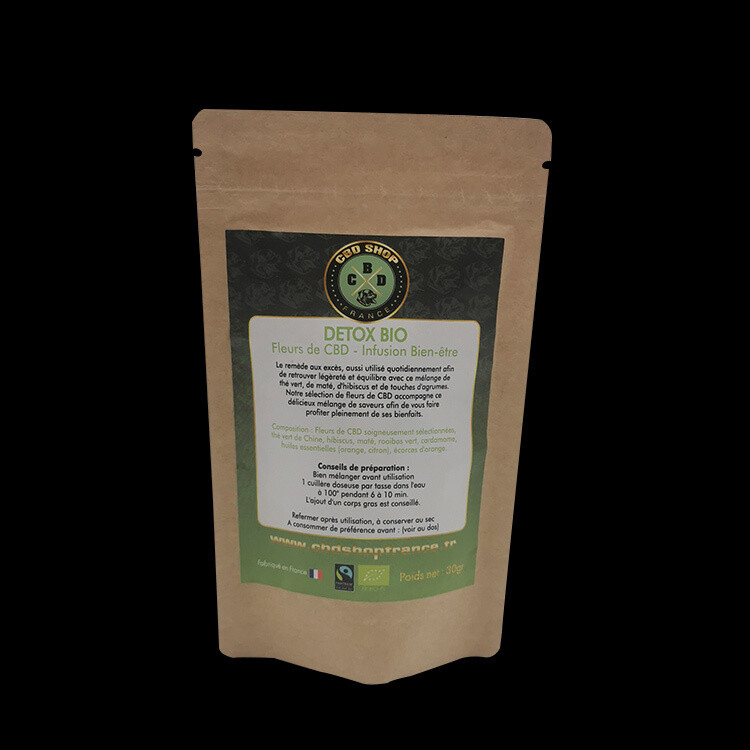 CBD SHOP
C B D
FRANCE
DETOX BIO
Fleurs de CBD - Infusion Bien-être
Le remède aux excès, aussi utilisé quotidiennement afin
de retrouver légèreté et équilibre avec ce mélange de
thé vert, de maté, d'hibiscus et de touches d'agrumes.
Notre sélection de fleurs de CBD accompagne ce
délicieux mélange de saveurs afin de vous faire
profiter pleinement de ses bienfaits.
Composition : Fleurs de CBD soigneusement sélectionnées,
thé vert de Chine, hibiscus, maté, rooibos vert, cardamome,
huiles essentielles (orange, citron), écorces d'orange.
Conseils de préparation :
Bien mélanger avant utilisation
1 cuillère doseuse par tasse dans l'eau
à 100° pendant 6 à 10 min.
L'ajout d'un corps gras est conseillé.
Refermer après utilisation, à conserver au sec
A consommer de préférence avant : (voir au dos)
www.cbdshopfrance.fr
Fabriqué en France
Poids net : 30gr